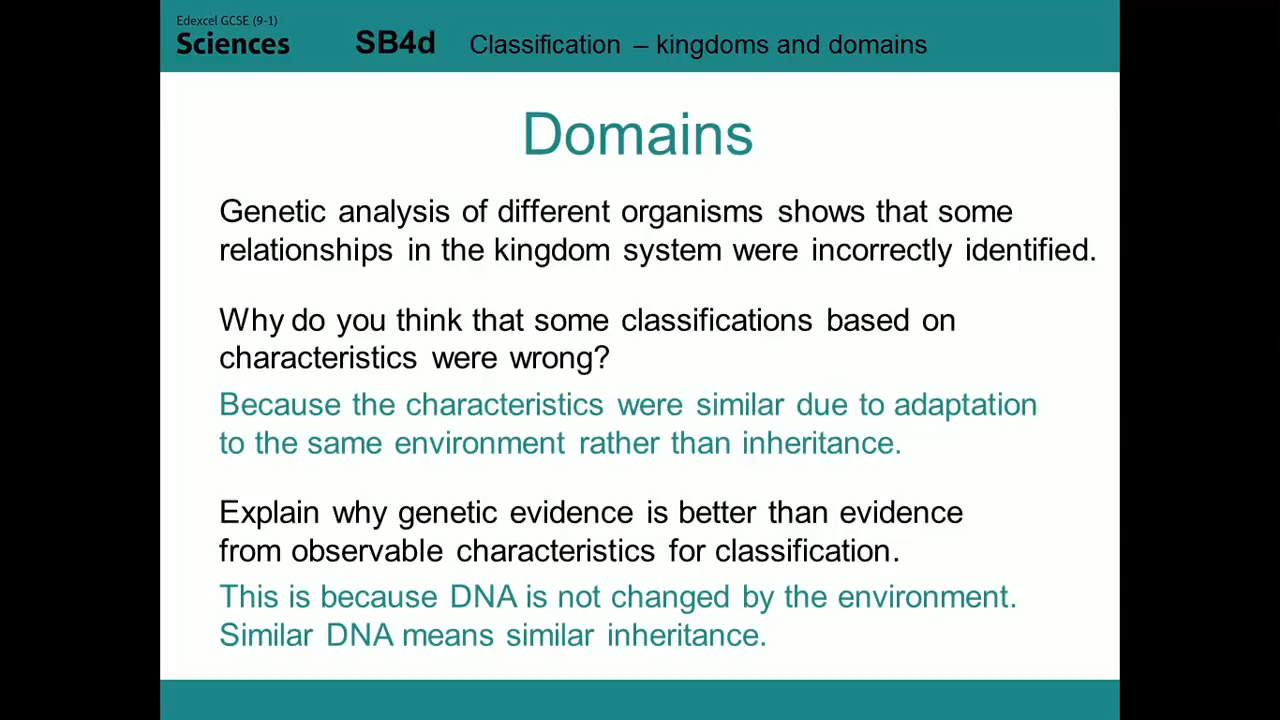 Edexcel GCSE (9-1)
Sciences
SB4d
Classification – kingdoms and domains
Domains
Genetic analysis of different organisms shows that some
relationships in the kingdom system were incorrectly identified.
Why do you think that some classifications based on
characteristics were wrong?
Because the characteristics were similar due to adaptation
to the same environment rather than inheritance.
Explain why genetic evidence is better than evidence
from observable characteristics for classification.
This is because DNA is not changed by the environment.
Similar DNA means similar inheritance.